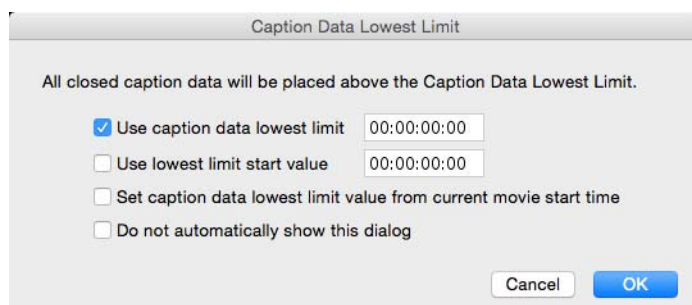 Caption Data Lowest Limit
All closed caption data will be placed above the Caption Data Lowest Limit.
Use caption data lowest limit 00:00:00:00
Use lowest limit start value 00:00:00:00
Set caption data lowest limit value from current movie start time
Do not automatically show this dialog
Cancel OK